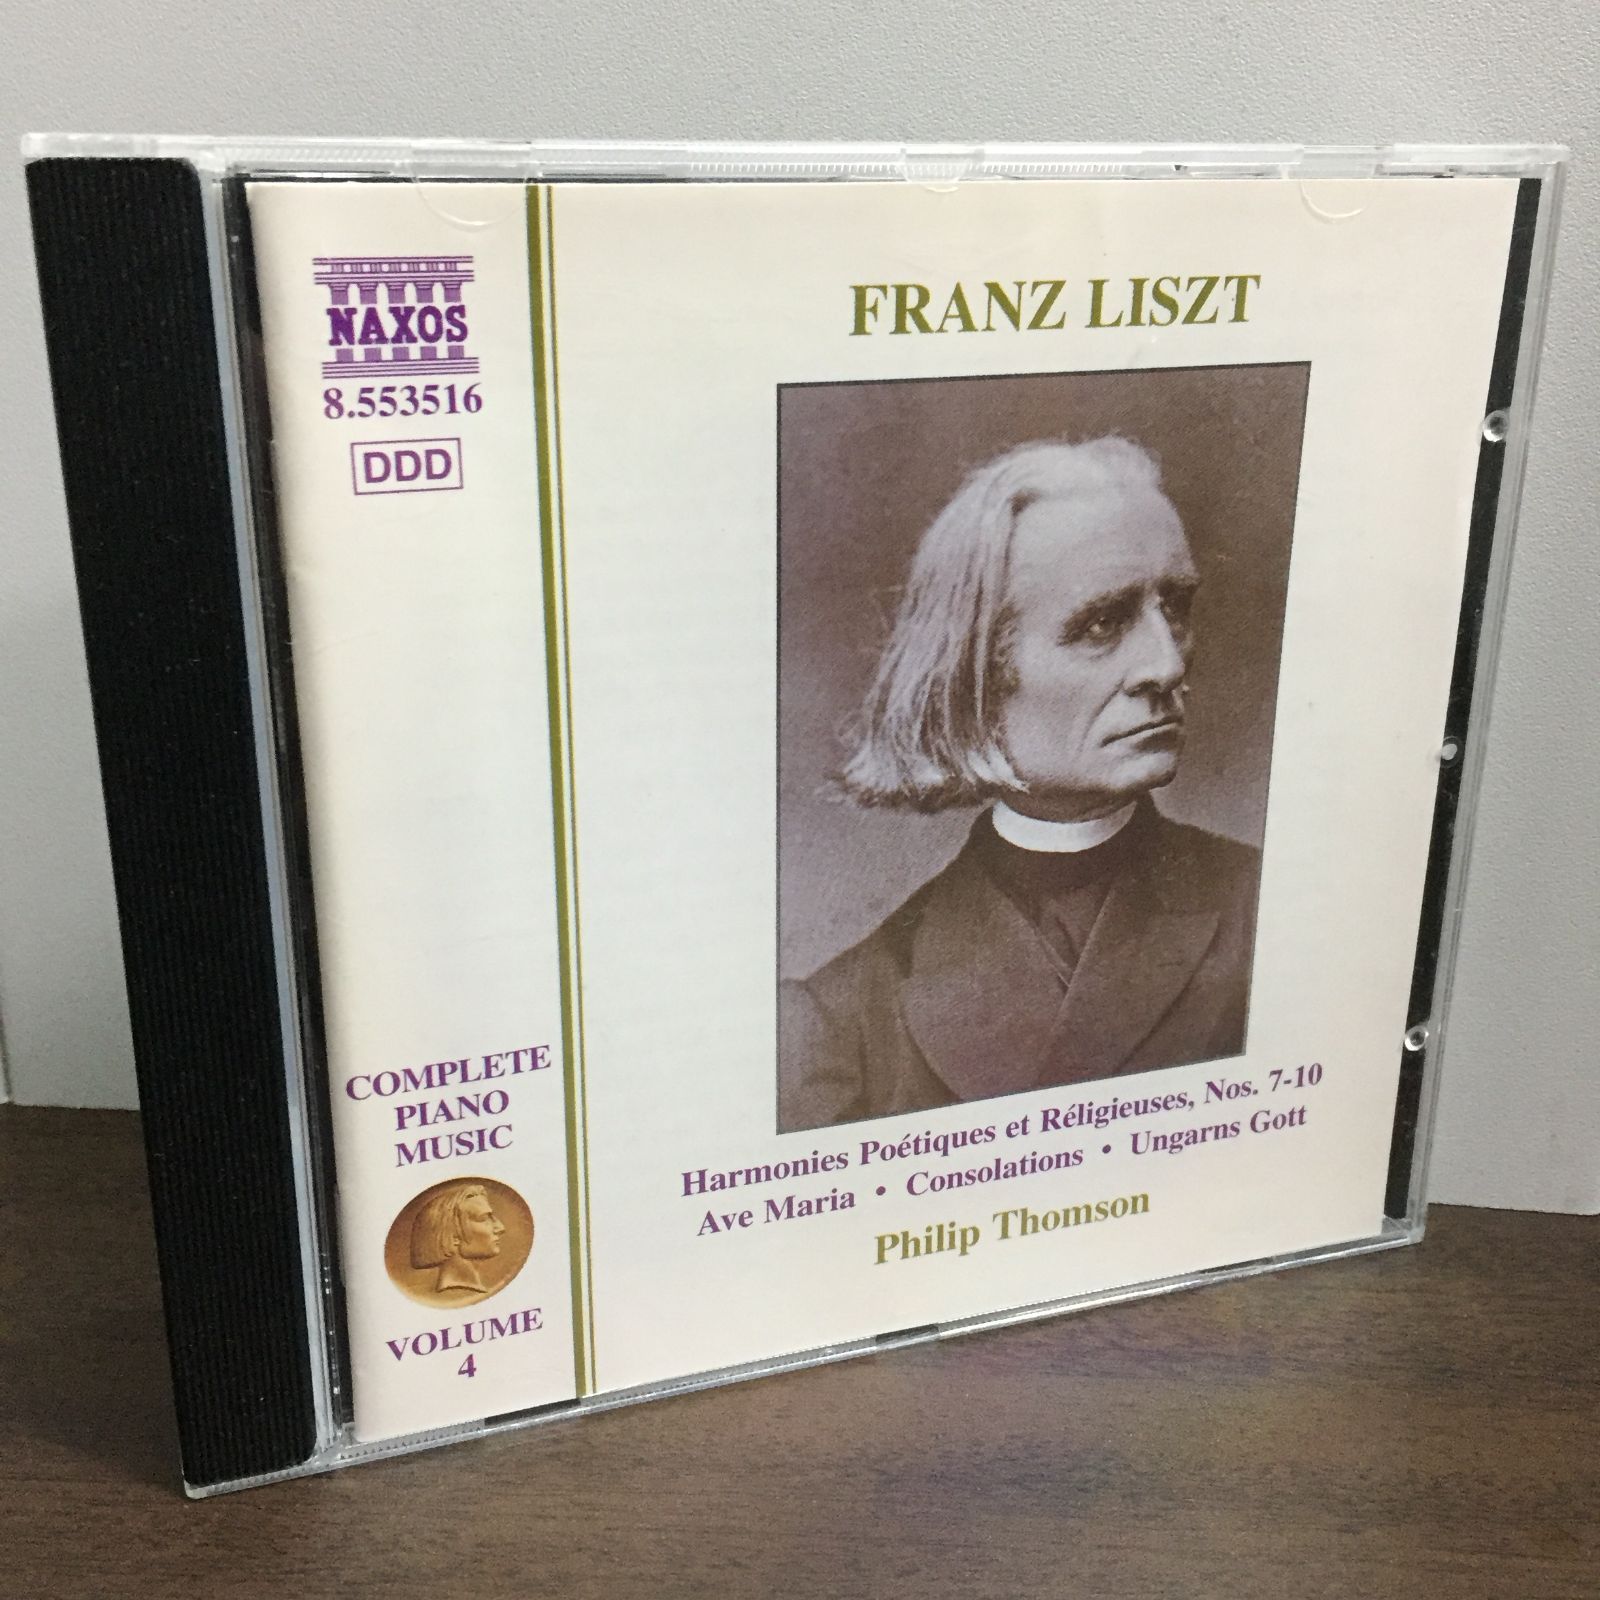 NAXOS
8.553516
DDD
COMPLETE
PIANO
MUSIC
VOLUME
4
FRANZ LISZT
Harmonies Poétiques et Réligieuses, Nos. 7-10
Ave Maria • Consolations • Ungarns Gott
Philip Thomson